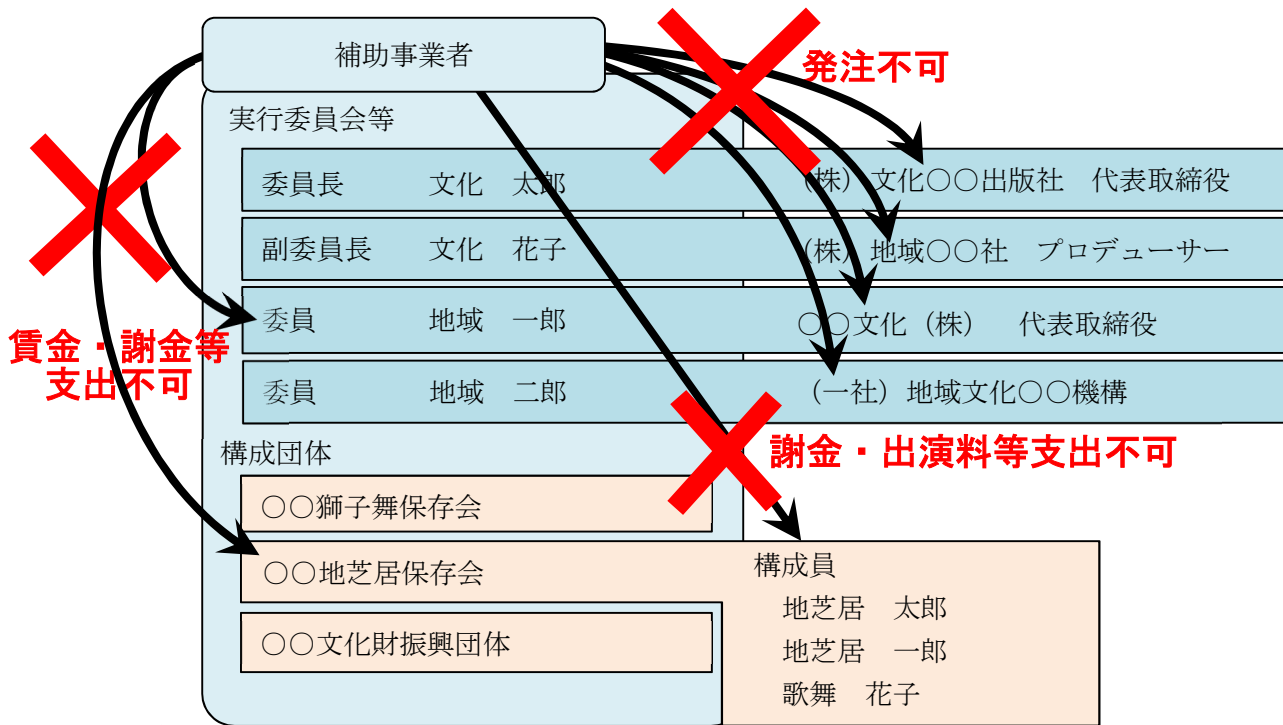 補助事業者
発注不可
実行委員会等
委員長 文化 太郎 (株)文化○○出版社 代表取締役
副委員長 文化 花子 (株)地域○○社 プロデューサー
委員 地域 一郎 ○○文化(株) 代表取締役
賃金・謝金等
支出不可
委員 地域 二郎 (一社)地域文化○○機構
謝金・出演料等支出不可
構成団体
○○獅子舞保存会
○○地芝居保存会
○○文化財振興団体
構成員
地芝居 太郎
地芝居 一郎
歌舞 花子